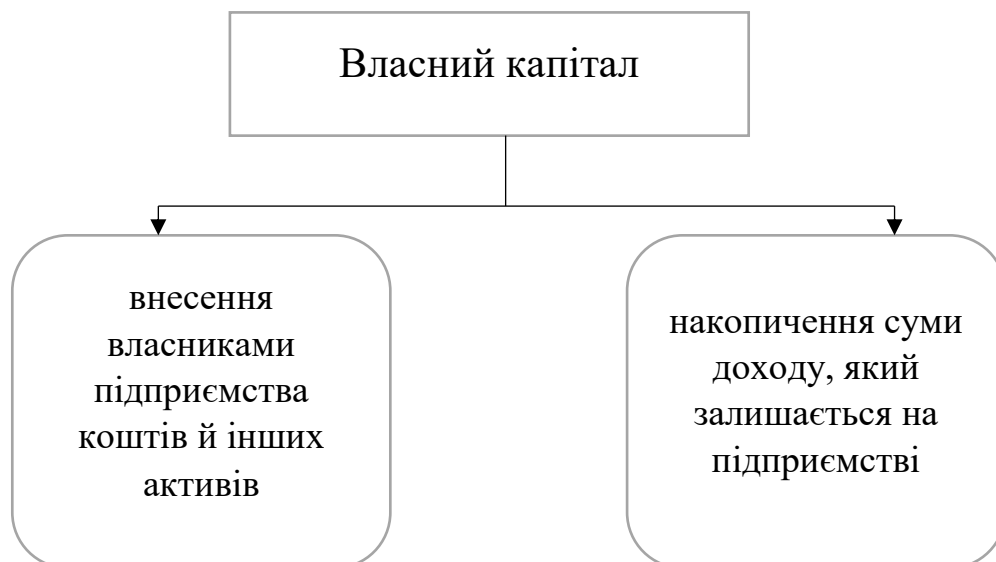 Власний капітал
внесення
власниками
підприємства
коштів й інших
активів
накопичення суми
доходу, який
залишається на
підприємстві